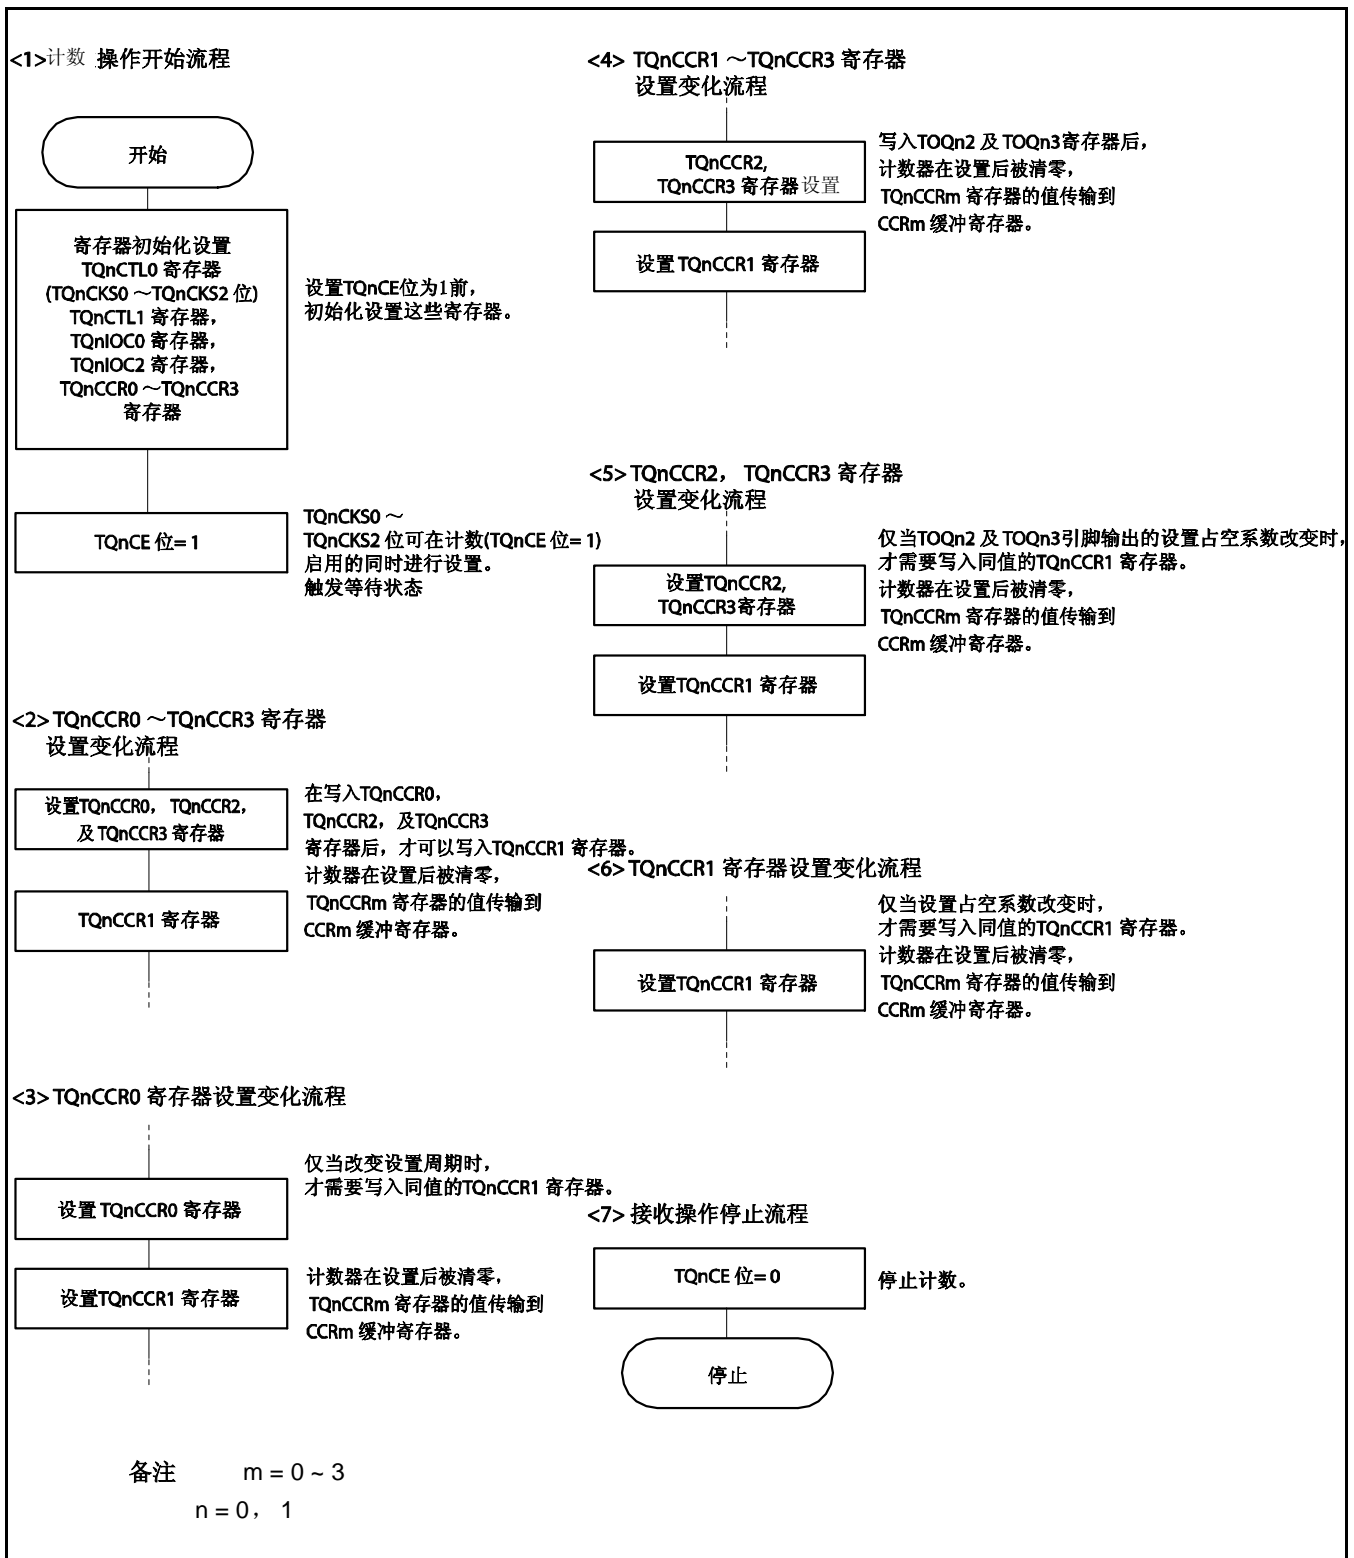 <1>计数 操作开始流程
开始
寄存器初始化设置
TQnCTL0 寄存器
(TQnCKS0 ～TQnCKS2 位)
TQnCTL1 寄存器，
TQnIOC0 寄存器，
TQnIOC2 寄存器，
TQnCCR0 ～TQnCCR3
寄存器
设置TQnCE位为1前，
初始化设置这些寄存器。
TQnCE 位= 1
TQnCKS0 ～
TQnCKS2 位可在计数(TQnCE 位= 1)
启用的同时进行设置。
触发等待状态
<2> TQnCCR0 ～TQnCCR3 寄存器
设置变化流程
设置TQnCCR0， TQnCCR2，
及 TQnCCR3 寄存器
在写入TQnCCR0，
TQnCCR2，及TQnCCR3
寄存器后，才可以写入TQnCCR1 寄存器。
计数器在设置后被清零，
TQnCCRm 寄存器的值传输到
CCRm 缓冲寄存器。
TQnCCR1 寄存器
<3> TQnCCR0 寄存器设置变化流程
仅当改变设置周期时，
才需要写入同值的TQnCCR1 寄存器。
设置 TQnCCR0 寄存器
设置TQnCCR1 寄存器
计数器在设置后被清零，
TQnCCRm 寄存器的值传输到
CCRm 缓冲寄存器。
<4> TQnCCR1 ～TQnCCR3 寄存器
设置变化流程
TQnCCR2,
TQnCCR3 寄存器设置
写入TOQn2 及 TOQn3寄存器后，
计数器在设置后被清零，
TQnCCRm 寄存器的值传输到
CCRm 缓冲寄存器。
设置 TQnCCR1 寄存器
<5> TQnCCR2， TQnCCR3 寄存器
设置变化流程
设置TQnCCR2,
TQnCCR3寄存器
仅当TOQn2 及 TOQn3引脚输出的设置占空系数改变时，
才需要写入同值的TQnCCR1 寄存器。
计数器在设置后被清零，
TQnCCRm 寄存器的值传输到
CCRm 缓冲寄存器。
设置TQnCCR1 寄存器
<6> TQnCCR1 寄存器设置变化流程
仅当设置占空系数改变时，
才需要写入同值的TQnCCR1 寄存器。
计数器在设置后被清零，
TQnCCRm 寄存器的值传输到
CCRm 缓冲寄存器。
设置TQnCCR1 寄存器
<7> 接收操作停止流程
TQnCE 位= 0
停止计数。
停止
备注 m = 0 ~ 3
n = 0， 1